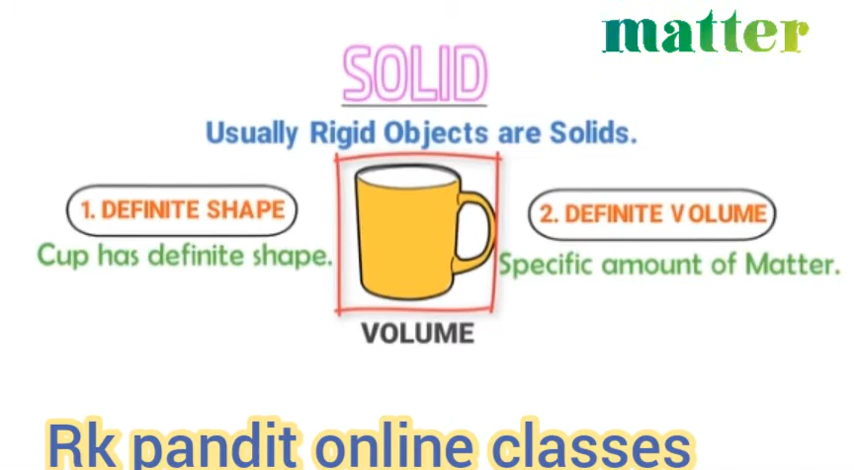 matter
SOLID
Usually Rigid Objects are Solids.
1. DEFINITE SHAPE
Cup has definite shape.
2. DEFINITE VOLUME
Specific amount of Matter.
VOLUME
Rk pandit online classes